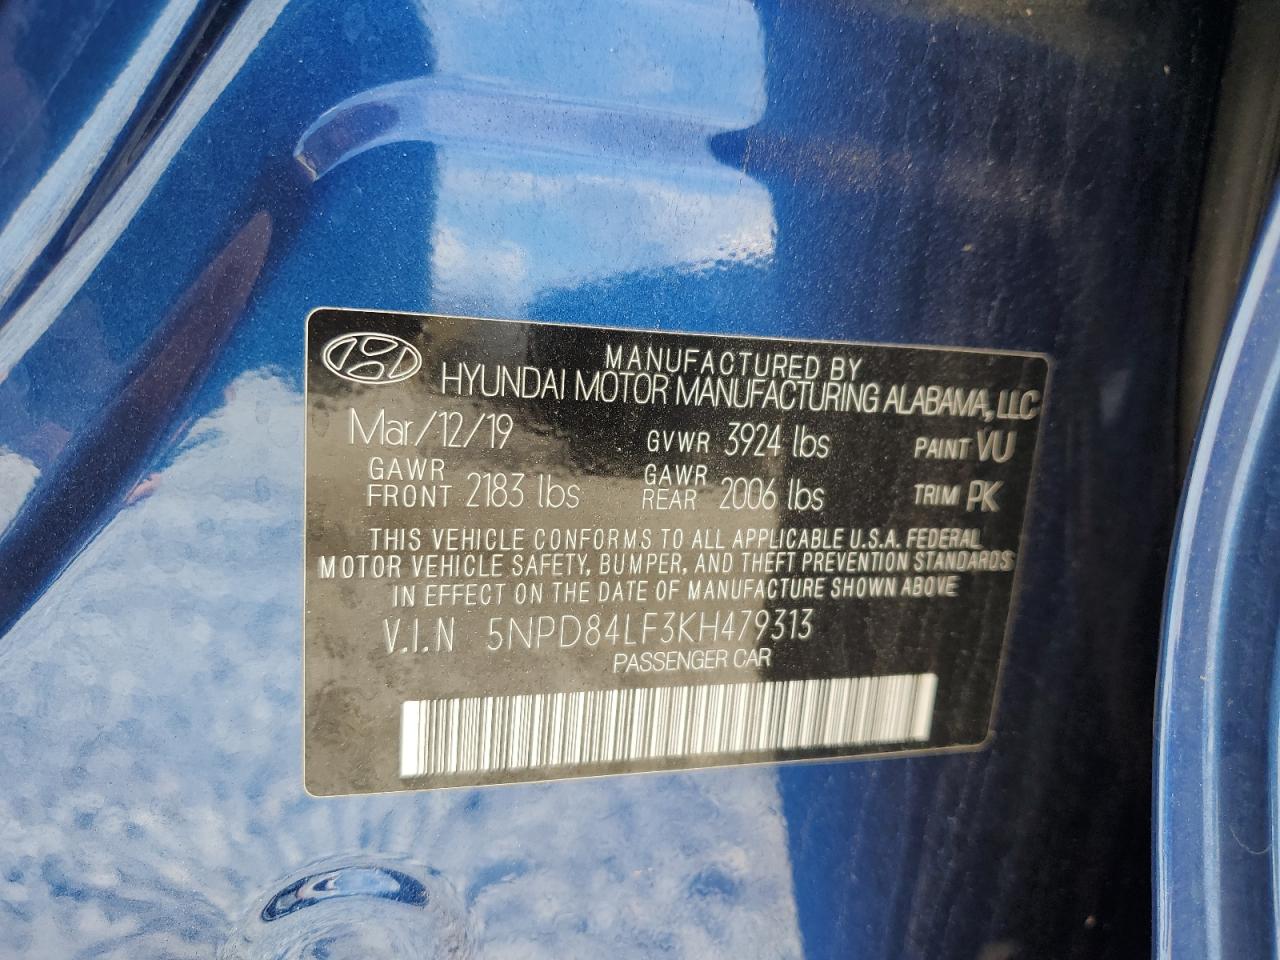 MANUFACTURED BY
HYUNDAI MOTOR MANUFACTURING ALABAMA, LLC
Mar/12/19 GVWR 3924 lbs PAINT VU
GAWR FRONT 2183 lbs GAWR REAR 2006 lbs TRIM PK
THIS VEHICLE CONFORMS TO ALL APPLICABLE U.S.A. FEDERAL
MOTOR VEHICLE SAFETY, BUMPER, AND THEFT PREVENTION STANDARDS
IN EFFECT ON THE DATE OF MANUFACTURE SHOWN ABOVE
V.I.N 5NPD84LF3KH479313
PASSENGER CAR